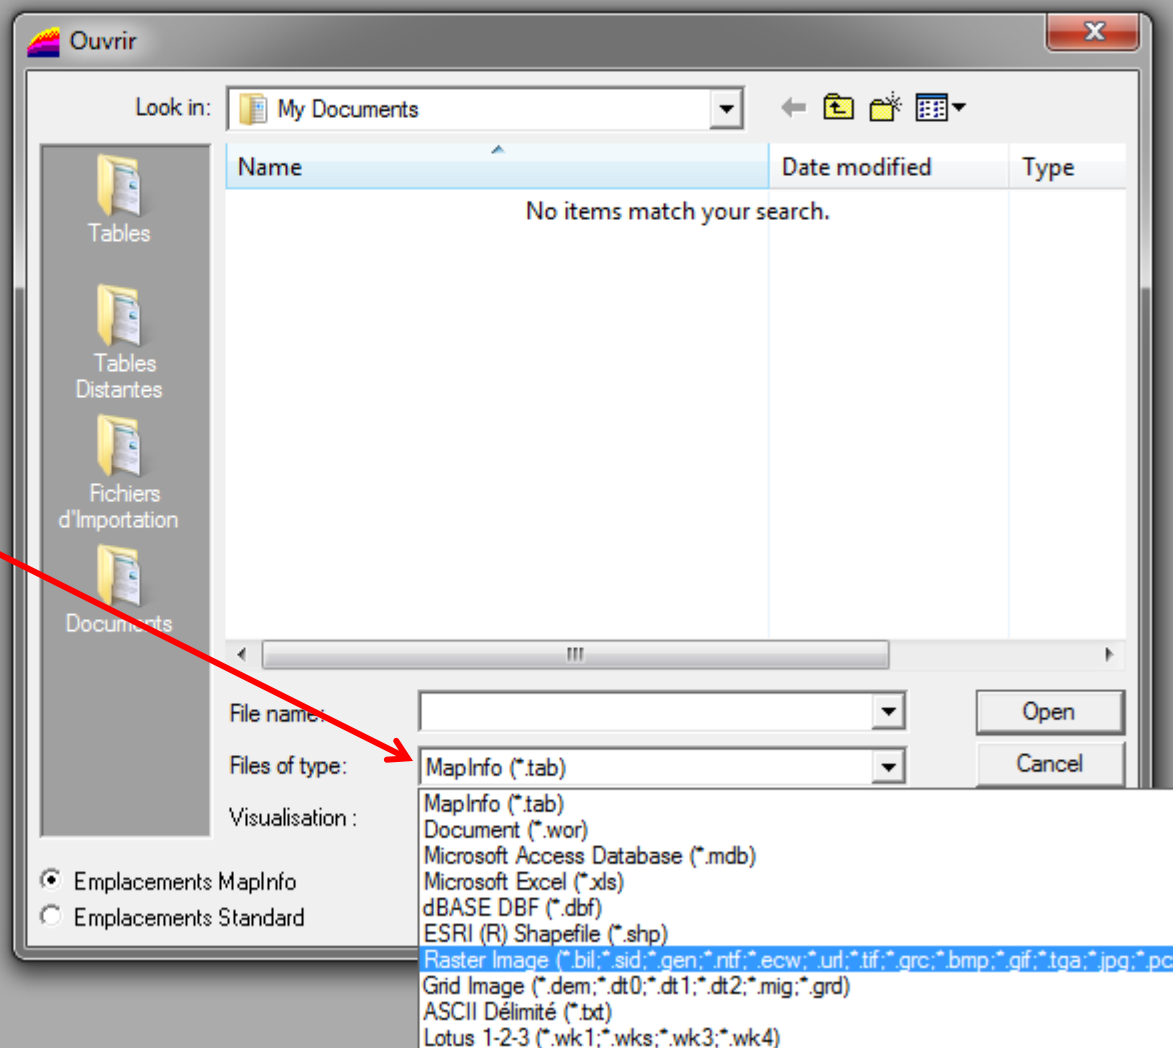 Ouvrir
Look in:
My Documents
Name
Date modified
Type
No items match your search.
Tables
Tables
Distantes
Fichiers
d'Importation
Documents
File name:
Open
Files of type:
MapInfo (*.tab)
Cancel
Visualisation :
MapInfo (*.tab)
Document (*.wor)
Microsoft Access Database (*.mdb)
Microsoft Excel (*.xls)
dBASE DBF (*.dbf)
ESRI (R) Shapefile (*.shp)
Raster Image (*.bil;*.sid;*.gen;*.ntf;*.ecw;*.url;*.tif;*.grc;*.bmp;*.gif;*.tga;*.jpg;*.pc
Grid Image (*.dem;*.dt0;*.dt1;*.dt2;*.mig;*.grd)
ASCII Délimité (*.txt)
Lotus 1-2-3 (*.wk1;*.wks;*.wk3;*.wk4)
Emplacements MapInfo
Emplacements Standard